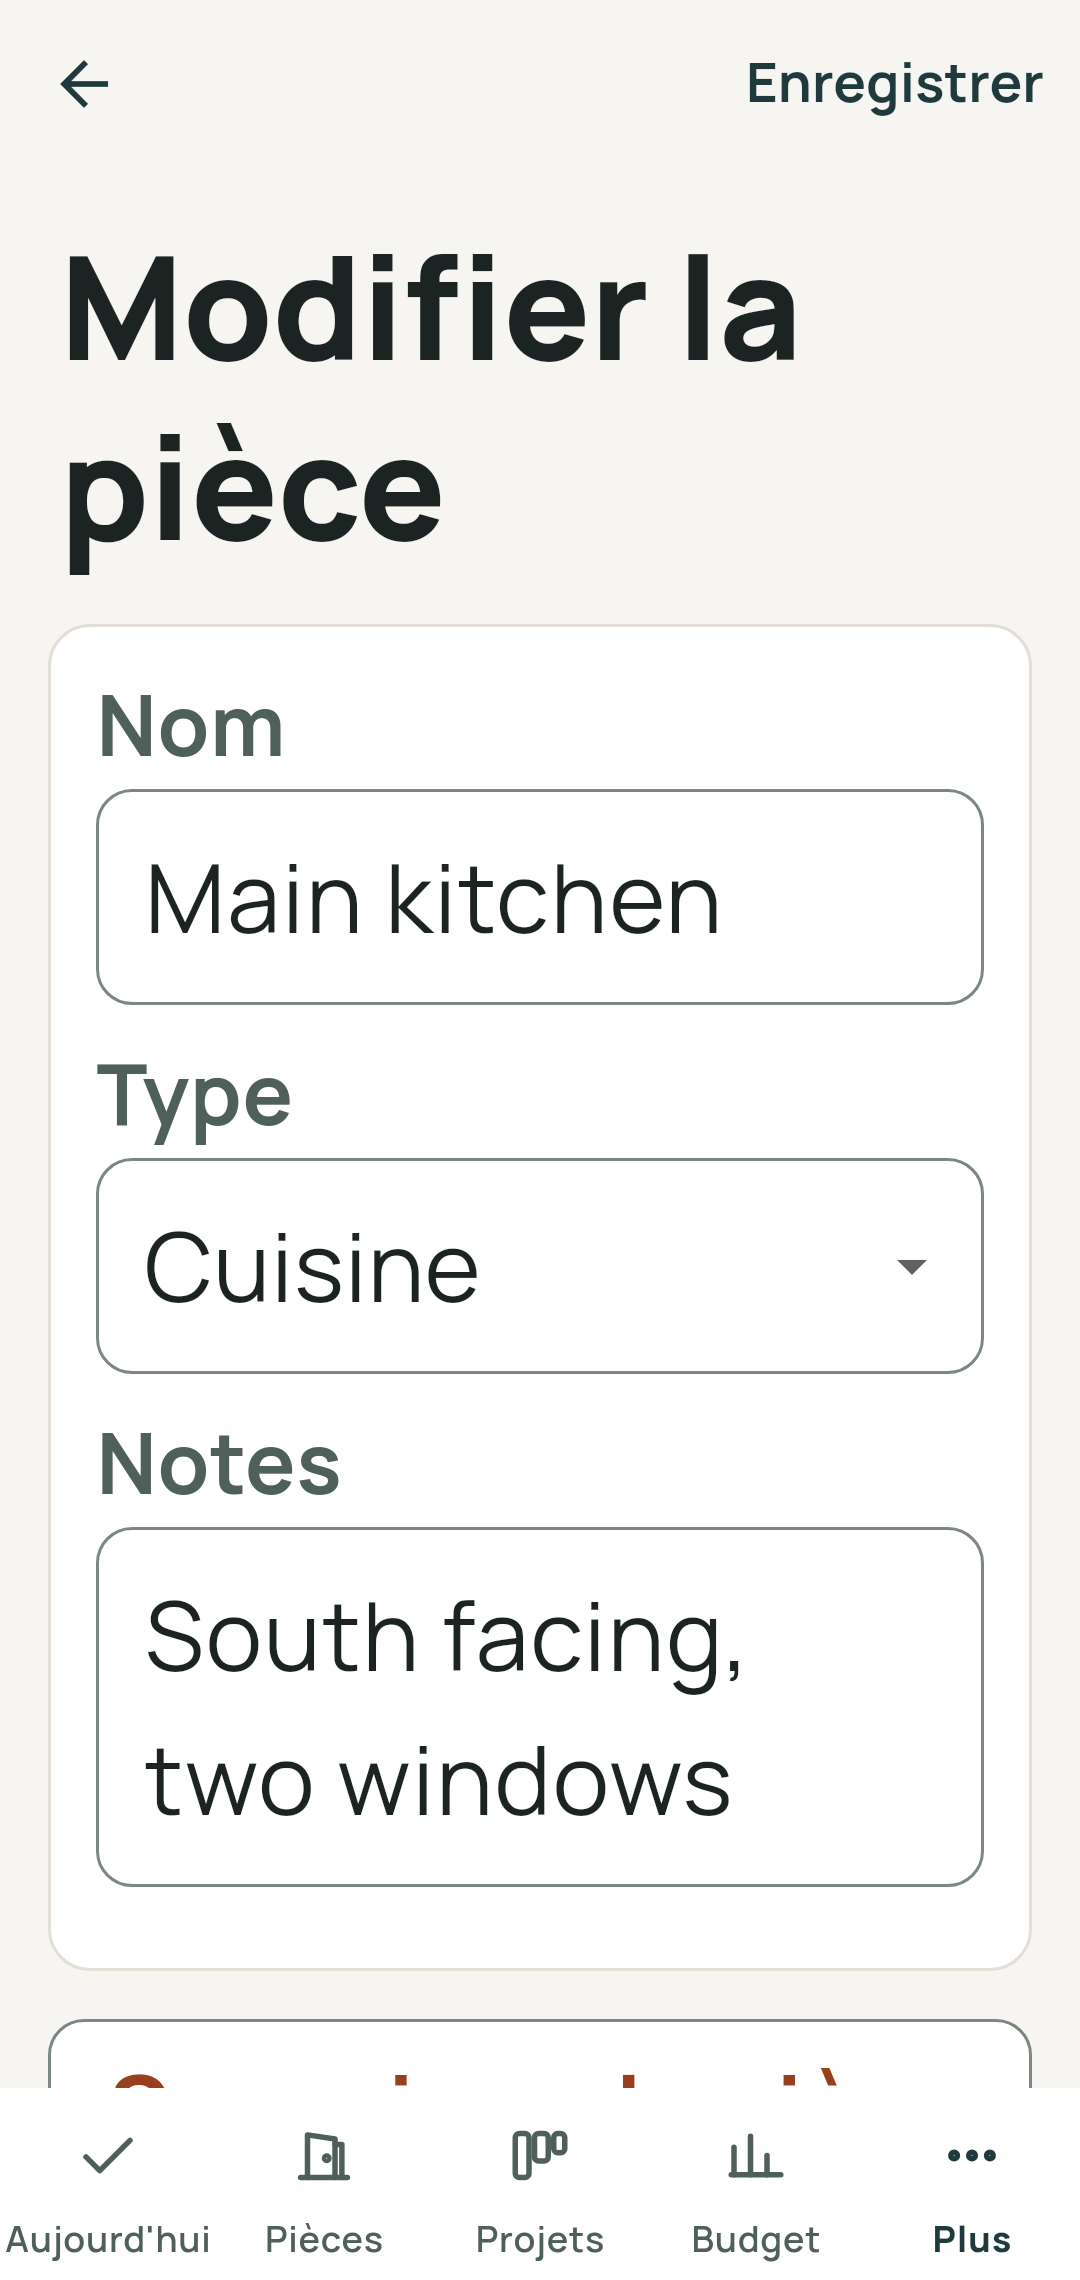 Enregistrer
Modifier la
pièce
Nom
Main kitchen
Type
Cuisine
Notes
South facing,
two windows
Aujourd'hui
Pièces
Projets
Budget
Plus